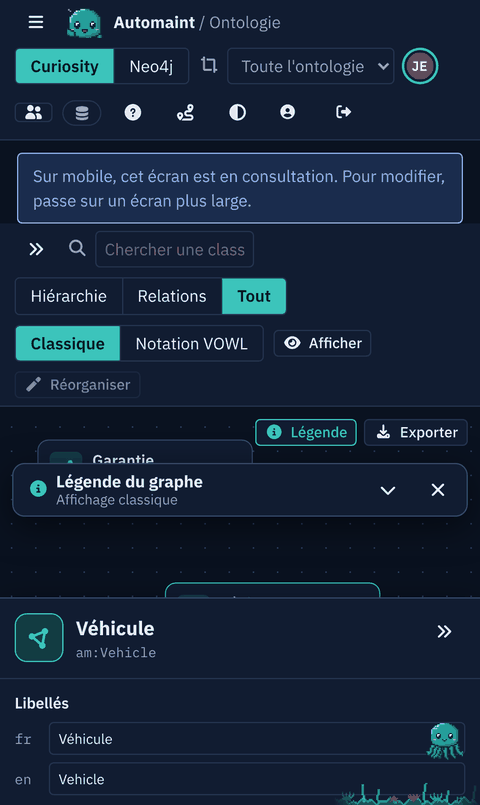 Automaint / Ontologie
Curiosity Neo4j Toute l'ontologie JE
Sur mobile, cet écran est en consultation. Pour modifier,
passe sur un écran plus large.
Chercher une class
Hiérarchie Relations Tout
Classique Notation VOWL Afficher
Réorganiser
Légende Exporter
Garantie
Légende du graphe
Affichage classique
Véhicule
am:Vehicle
Libellés
fr Véhicule
en Vehicle